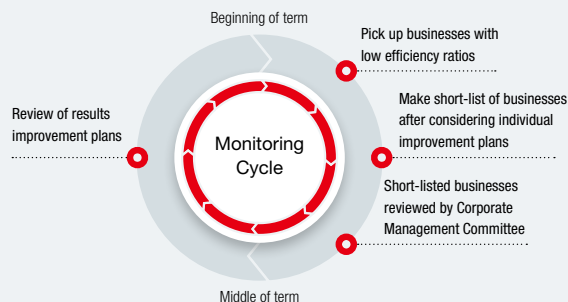 Beginning of term
Pick up businesses with
low efficiency ratios
Review of results
improvement plans
Make short-list of businesses
after considering individual
improvement plans
Monitoring
Cycle
Short-listed businesses
reviewed by Corporate
Management Committee
Middle of term